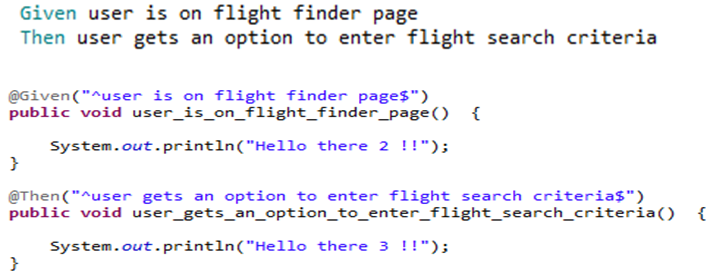 Given user is on flight finder page
Then user gets an option to enter flight search criteria
@Given("^user is on flight finder page$")
public void user_is_on_flight_finder_page()  {
System.out.println("Hello there 2 !!");
}
@Then("^user gets an option to enter flight search criteria$")
public void user_gets_an_option_to_enter_flight_search_criteria()  {
System.out.println("Hello there 3 !!");
}